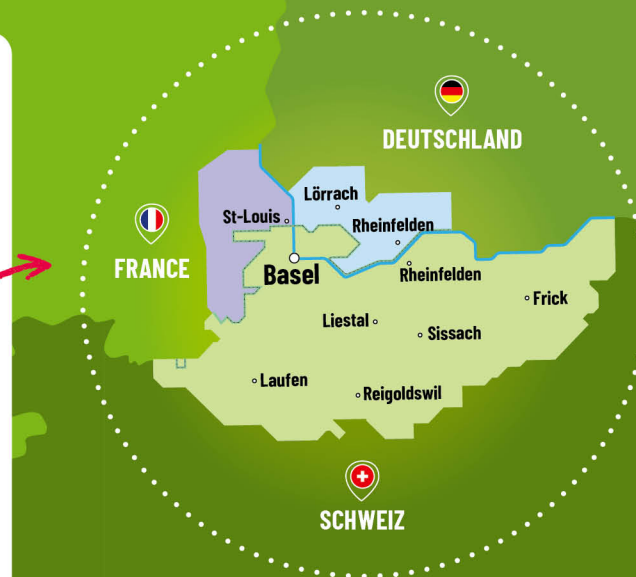 DEUTSCHLAND
Lörrach
St-Louis
Rheinfelden
FRANCE
Basel
Rheinfelden
Frick
Liestal
Sissach
Laufen
Reigoldswil
SCHWEIZ